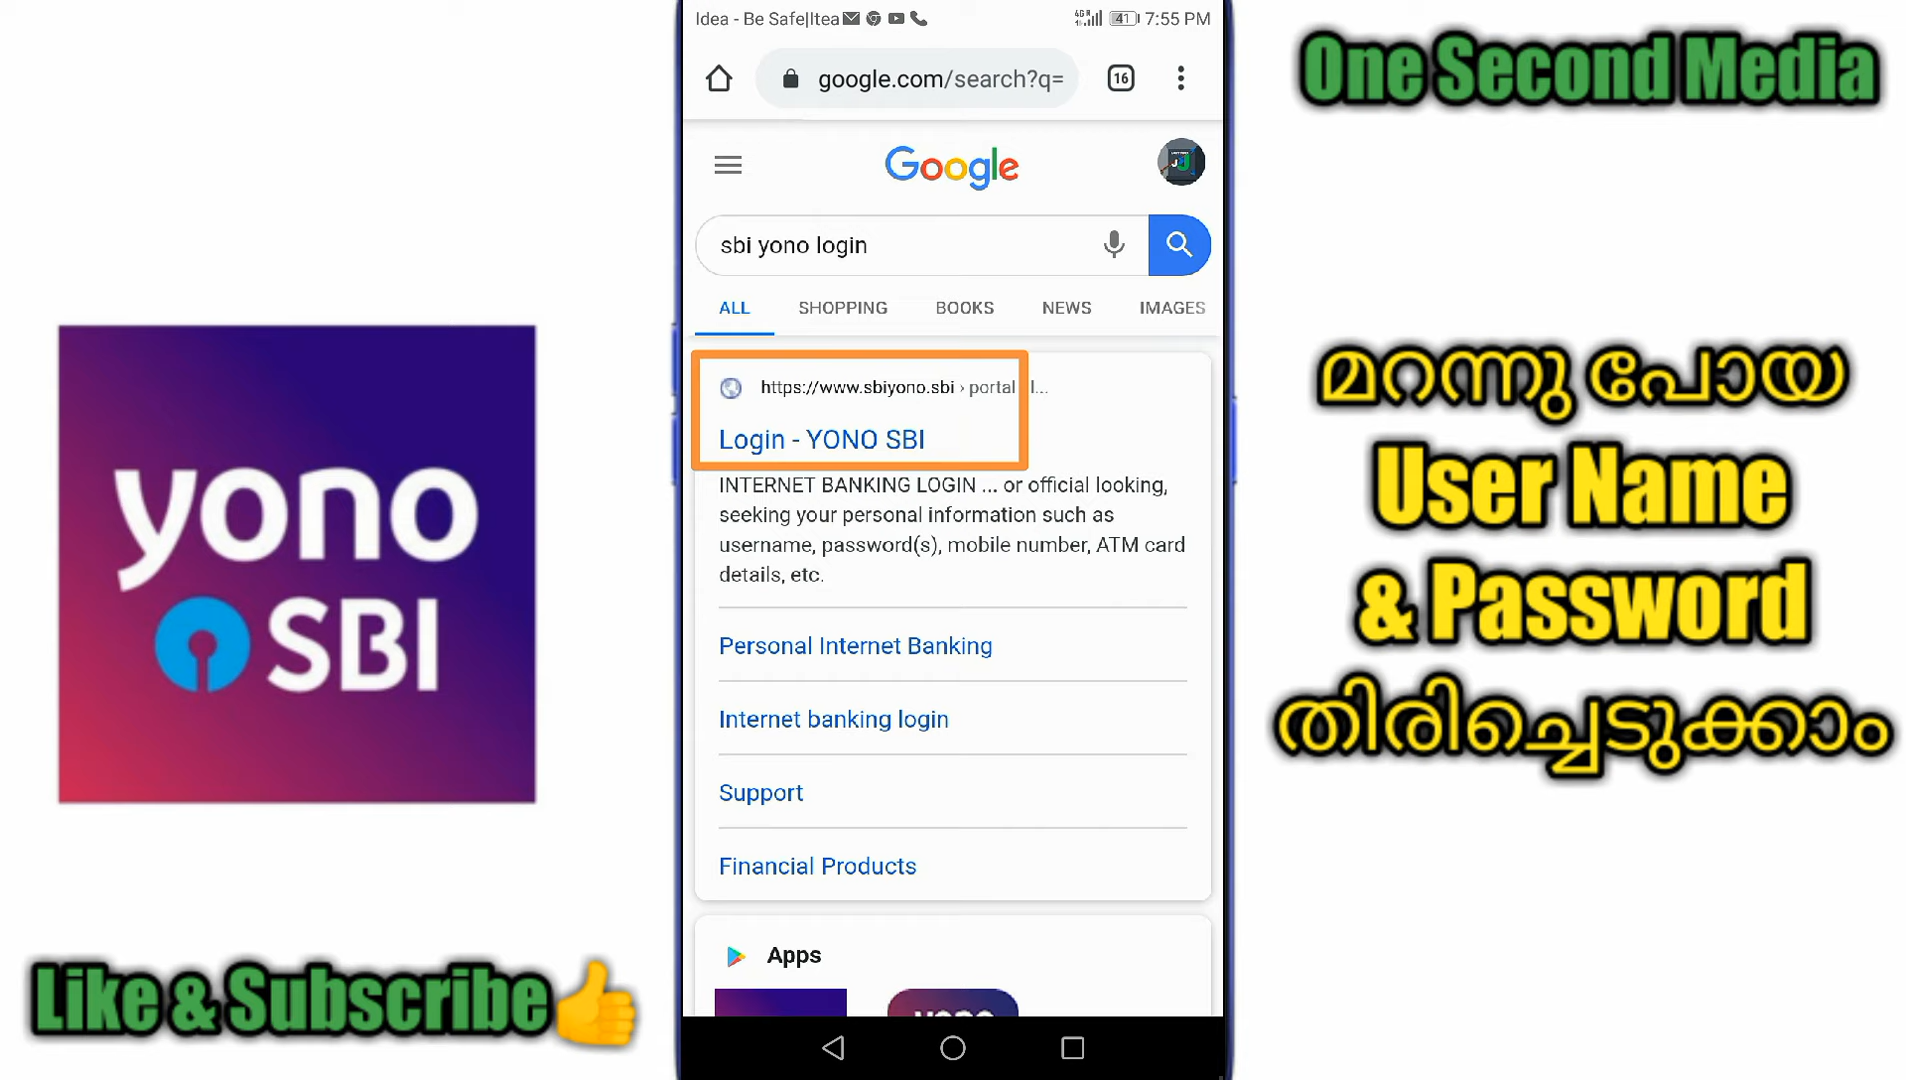 Idea - Be Safe|Itea 4G 41 7:55 PM
google.com/search?q= 16
One Second Media
Google
sbi yono login
ALL SHOPPING BOOKS NEWS IMAGES
https://www.sbiyono.sbi › portal l...
Login - YONO SBI
INTERNET BANKING LOGIN ... or official looking,
seeking your personal information such as
username, password(s), mobile number, ATM card
details, etc.
Personal Internet Banking
Internet banking login
Support
Financial Products
Apps
yono
yono
SBI
മറന്നു പോയ
User Name
& Password
തിരിച്ചെടുക്കാം
Like & Subscribe